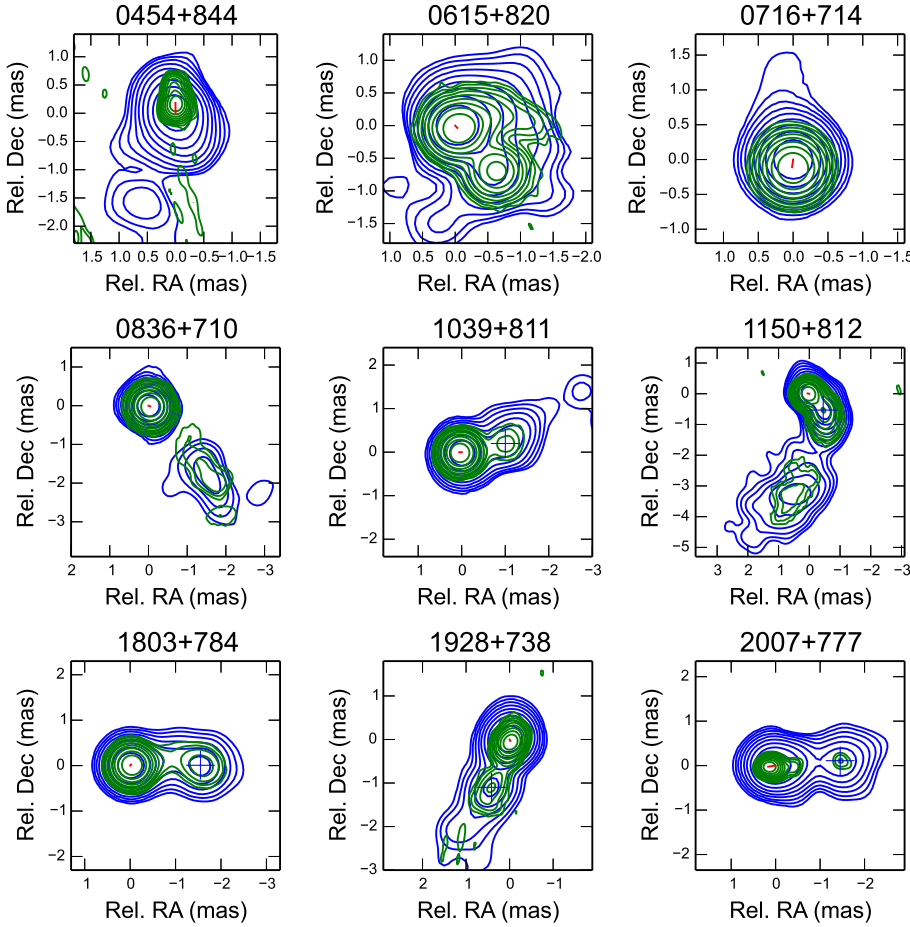 0454+844 0615+820 0716+714
Rel. Dec (mas) 1.0 0.5 0.0 −0.5 −1.0 −1.5 −2.0
1.5 1.0 0.5 0.0 −0.5 −1.0 −1.5
Rel. RA (mas)
Rel. Dec (mas) 1.0 0.5 0.0 −0.5 −1.0 −1.5
1.0 0.5 0.0 −0.5 −1.0 −1.5 −2.0
Rel. RA (mas)
Rel. Dec (mas) 1.5 1.0 0.5 0.0 −0.5 −1.0
1.0 0.5 0.0 −0.5 −1.0 −1.5
Rel. RA (mas)
0836+710 1039+811 1150+812
Rel. Dec (mas) 1 0 −1 −2 −3
2 1 0 −1 −2 −3
Rel. RA (mas)
Rel. Dec (mas) 2 1 0 −1 −2
1 0 −1 −2 −3
Rel. RA (mas)
Rel. Dec (mas) 1 0 −1 −2 −3 −4 −5
3 2 1 0 −1 −2 −3
Rel. RA (mas)
1803+784 1928+738 2007+777
Rel. Dec (mas) 2 1 0 −1 −2
1 0 −1 −2 −3
Rel. RA (mas)
Rel. Dec (mas) 1 0 −1 −2 −3
2 1 0 −1
Rel. RA (mas)
Rel. Dec (mas) 2 1 0 −1 −2
1 0 −1 −2
Rel. RA (mas)